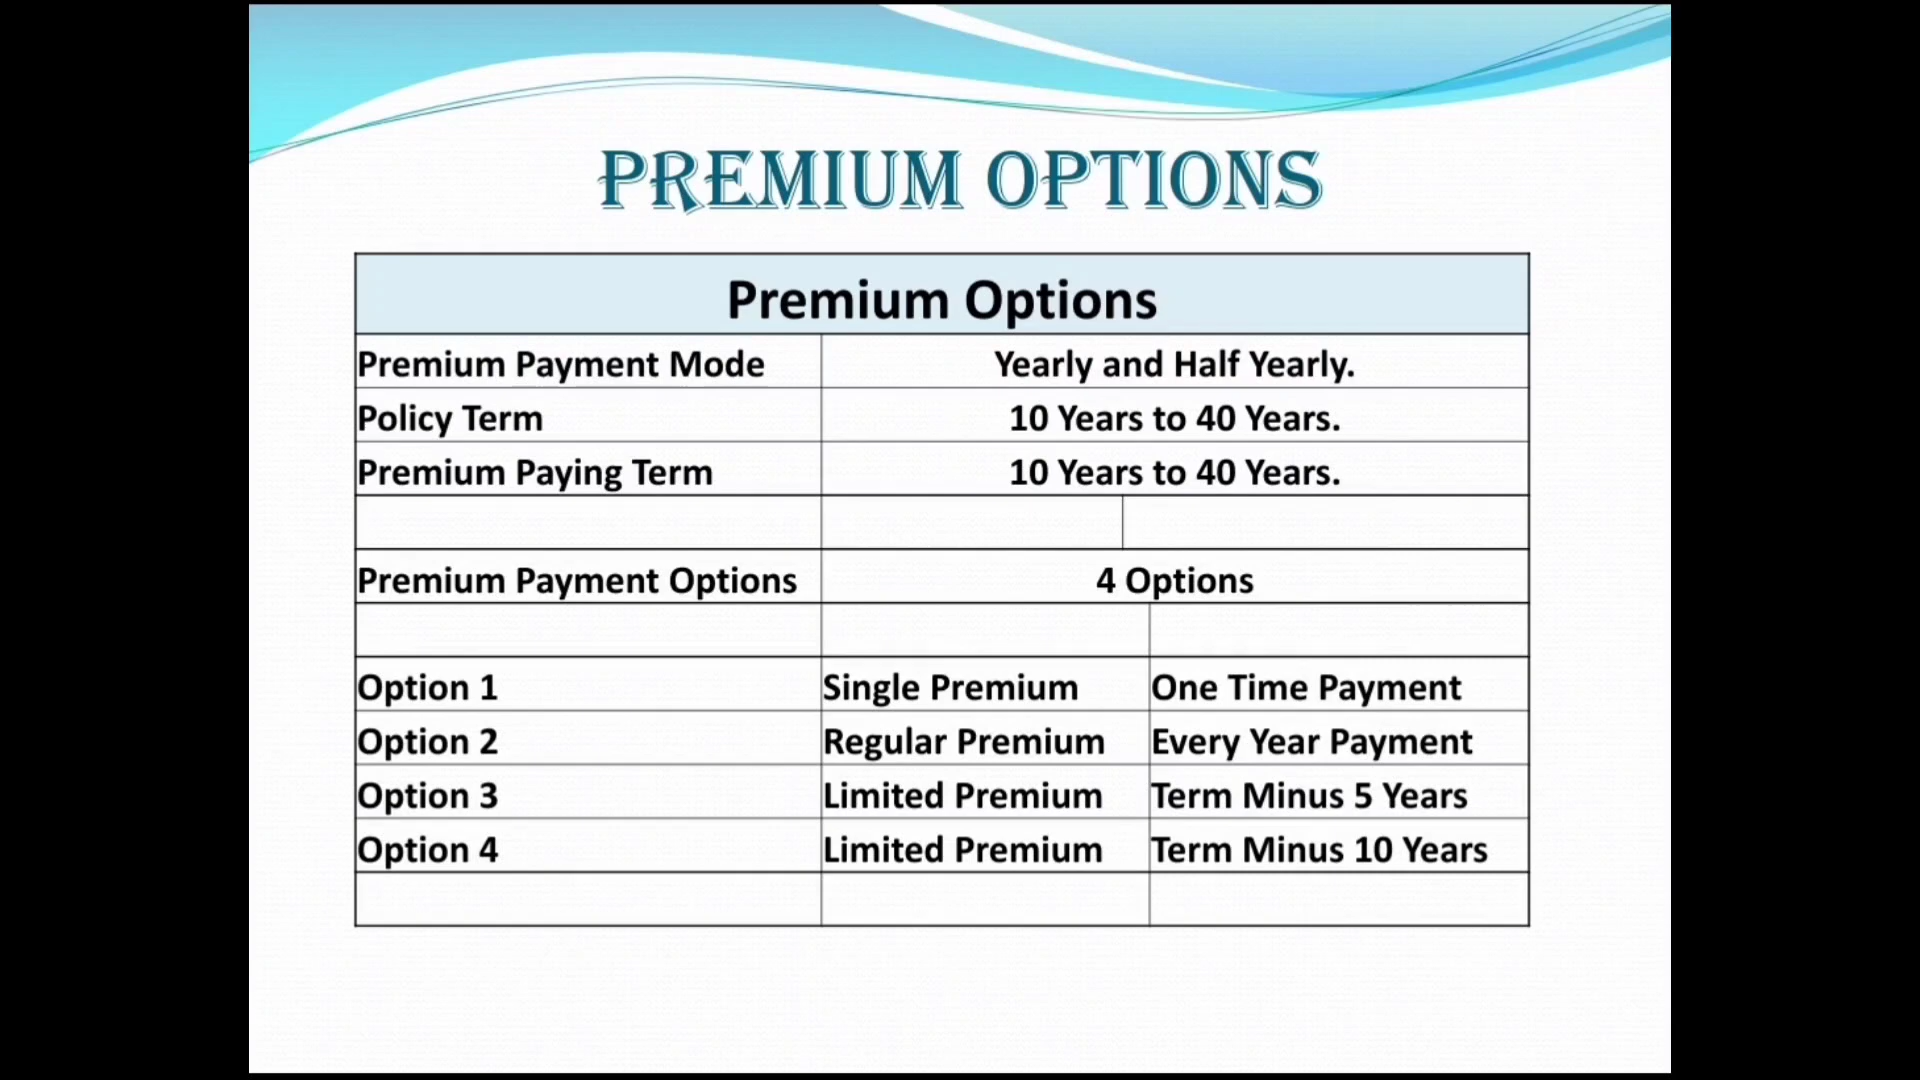 PREMIUM OPTIONS
Premium Options
Premium Payment Mode Yearly and Half Yearly.
Policy Term 10 Years to 40 Years.
Premium Paying Term 10 Years to 40 Years.
Premium Payment Options 4 Options
Option 1 Single Premium One Time Payment
Option 2 Regular Premium Every Year Payment
Option 3 Limited Premium Term Minus 5 Years
Option 4 Limited Premium Term Minus 10 Years